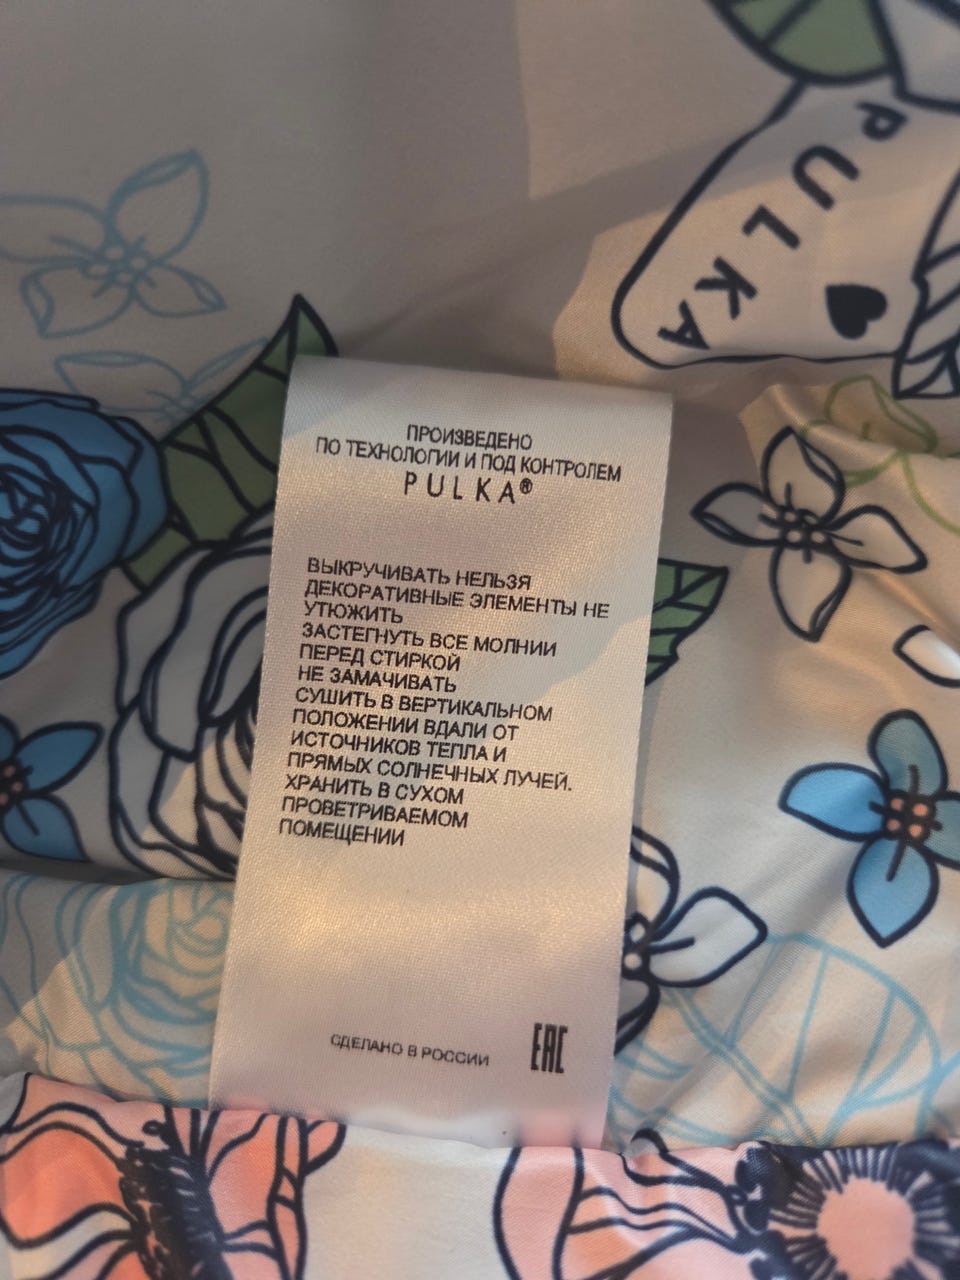 PULKA
ПРОИЗВЕДЕНО
ПО ТЕХНОЛОГИИ И ПОД КОНТРОЛЕМ
PULKA®
ВЫКРУЧИВАТЬ НЕЛЬЗЯ
ДЕКОРАТИВНЫЕ ЭЛЕМЕНТЫ НЕ
УТЮЖИТЬ
ЗАСТЕГНУТЬ ВСЕ МОЛНИИ
ПЕРЕД СТИРКОЙ
НЕ ЗАМАЧИВАТЬ
СУШИТЬ В ВЕРТИКАЛЬНОМ
ПОЛОЖЕНИИ ВДАЛИ ОТ
ИСТОЧНИКОВ ТЕПЛА И
ПРЯМЫХ СОЛНЕЧНЫХ ЛУЧЕЙ.
ХРАНИТЬ В СУХОМ
ПРОВЕТРИВАЕМОМ
ПОМЕЩЕНИИ
СДЕЛАНО В РОССИИ
EAC